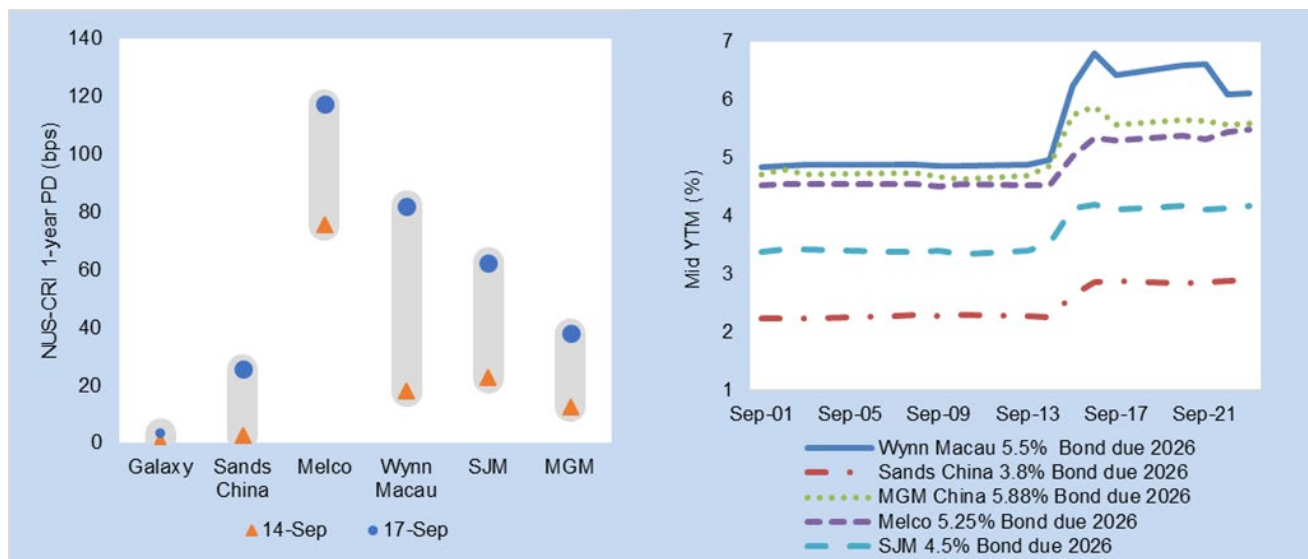 NUS-CRI 1-year PD (bps)
140
120
100
80
60
40
20
0
Galaxy
Sands
China
Melco
Wynn
Macau
SJM
MGM
14-Sep
17-Sep
Mid YTM (%)
7
6
5
4
3
2
1
Sep-01
Sep-05
Sep-09
Sep-13
Sep-17
Sep-21
Wynn Macau 5.5% Bond due 2026
Sands China 3.8% Bond due 2026
MGM China 5.88% Bond due 2026
Melco 5.25% Bond due 2026
SJM 4.5% Bond due 2026